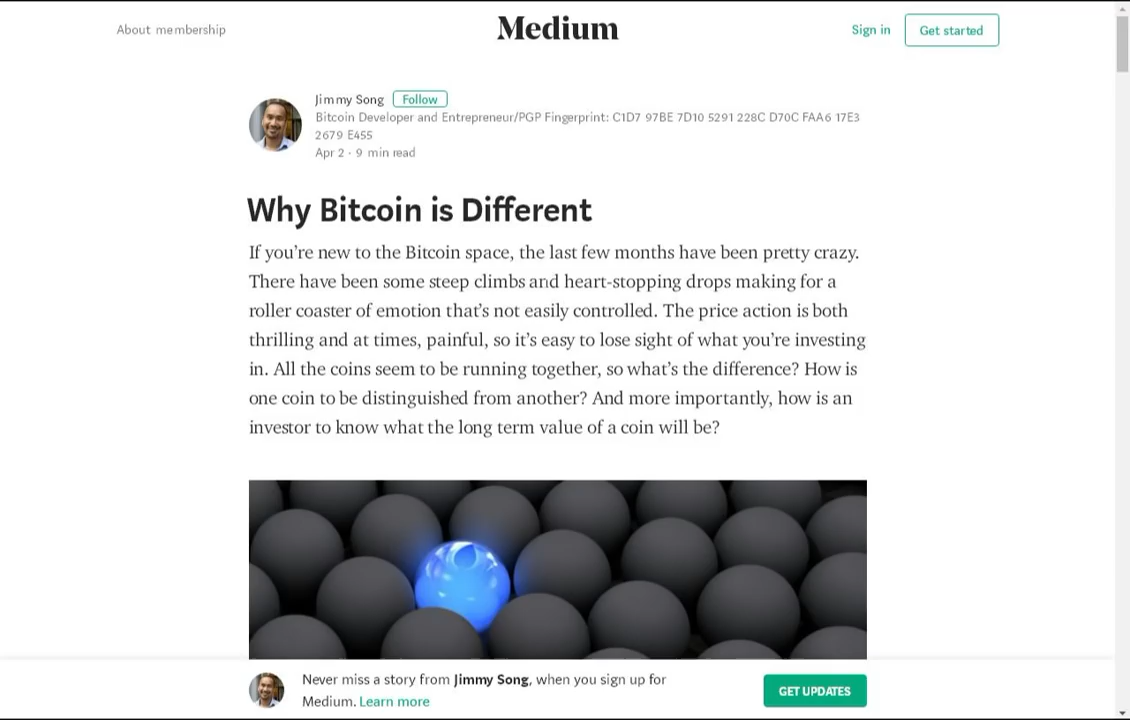 About membership
Medium
Sign in
Get started
Jimmy Song Follow
Bitcoin Developer and Entrepreneur/PGP Fingerprint: C1D7 97BE 7D10 5291 228C D70C FAA6 17E3
2679 E455
Apr 2 · 9 min read
Why Bitcoin is Different
If you’re new to the Bitcoin space, the last few months have been pretty crazy.
There have been some steep climbs and heart-stopping drops making for a
roller coaster of emotion that’s not easily controlled. The price action is both
thrilling and at times, painful, so it’s easy to lose sight of what you’re investing
in. All the coins seem to be running together, so what’s the difference? How is
one coin to be distinguished from another? And more importantly, how is an
investor to know what the long term value of a coin will be?
Never miss a story from Jimmy Song, when you sign up for
Medium. Learn more
GET UPDATES